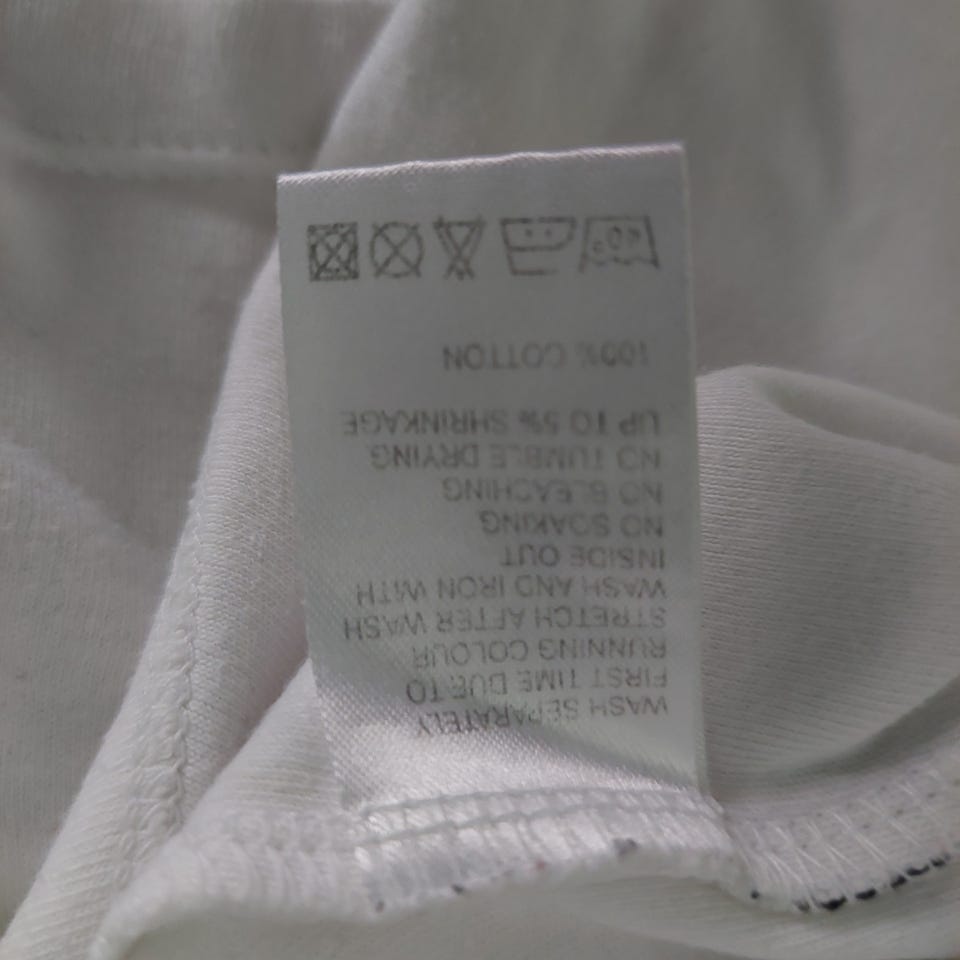 WASH SEPARATELY
FIRST TIME DUE TO
RUNNING COLOUR
STRETCH AFTER WASH
WASH AND IRON WITH
INSIDE OUT
NO SOAKING
NO BLEACHING
NO TUMBLE DRYING
UP TO 5% SHRINKAGE
100% COTTON
40°c